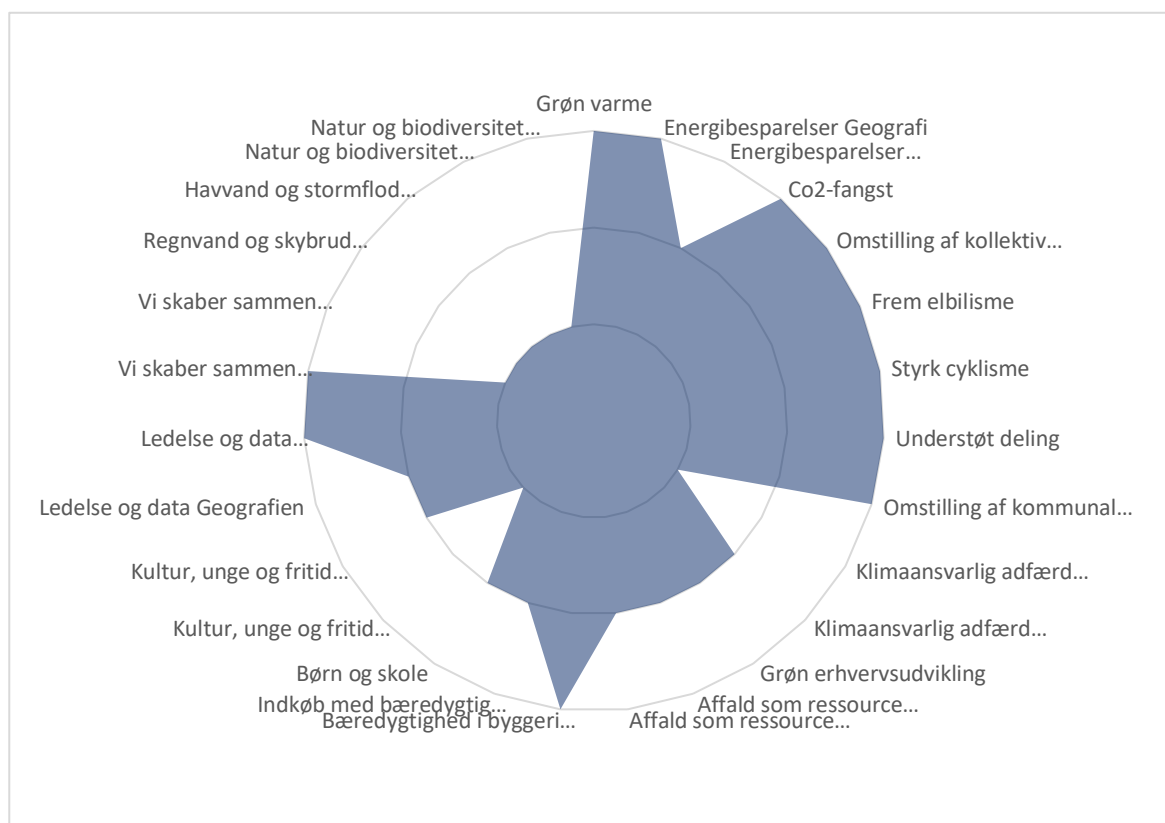 Grøn varme
Energibesparelser Geografi
Energibesparelser...
Co2-fangst
Omstilling af kollektiv...
Frem elbilisme
Styrk cyklisme
Understøt deling
Omstilling af kommunal...
Klimaansvarlig adfærd...
Klimaansvarlig adfærd...
Grøn erhvervsudvikling
Affald som ressource...
Affald som ressource...
Bæredygtighed i byggeri...
Indkøb med bæredygtig...
Børn og skole
Kultur, unge og fritid...
Kultur, unge og fritid...
Ledelse og data Geografien
Ledelse og data...
Vi skaber sammen...
Vi skaber sammen...
Regnvand og skybrud...
Havvand og stormflod...
Natur og biodiversitet...
Natur og biodiversitet...